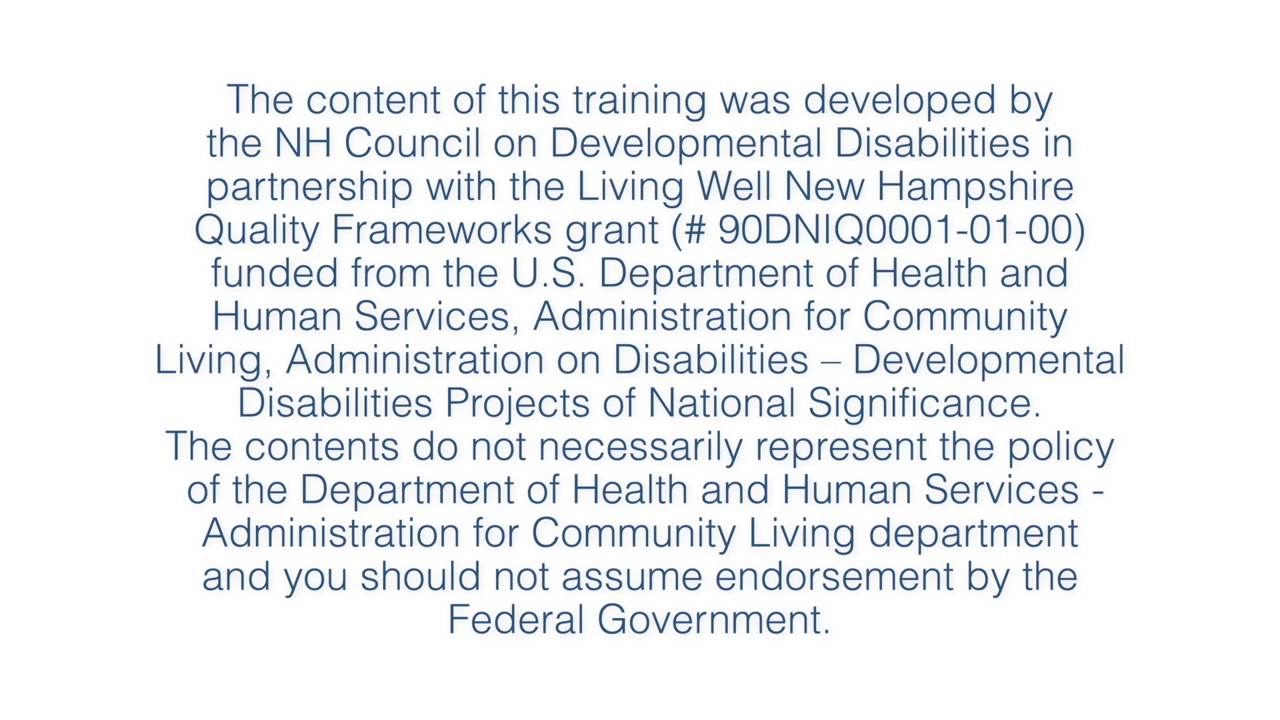 The content of this training was developed by
the NH Council on Developmental Disabilities in
partnership with the Living Well New Hampshire
Quality Frameworks grant (# 90DNIQ0001-01-00)
funded from the U.S. Department of Health and
Human Services, Administration for Community
Living, Administration on Disabilities – Developmental
Disabilities Projects of National Significance.
The contents do not necessarily represent the policy
of the Department of Health and Human Services -
Administration for Community Living department
and you should not assume endorsement by the
Federal Government.